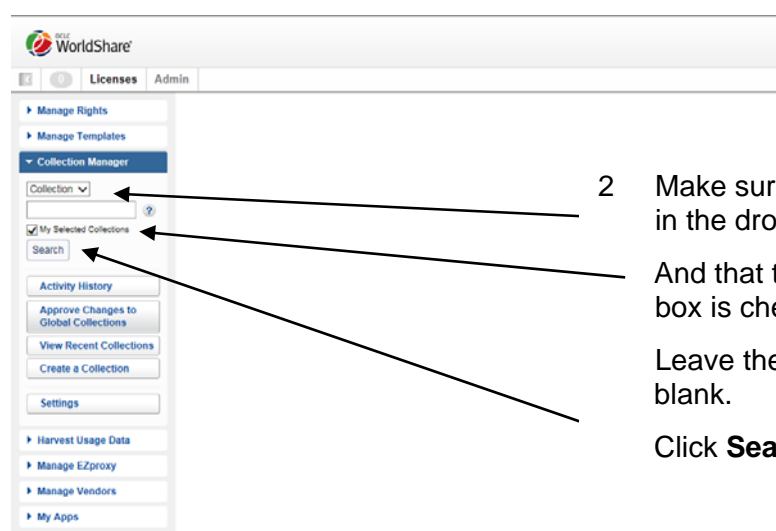 OCLC
WorldShare
0
Licenses Admin
Manage Rights
Manage Templates
Collection Manager
Collection
?
My Selected Collections
Search
Activity History
Approve Changes to
Global Collections
View Recent Collections
Create a Collection
Settings
Harvest Usage Data
Manage EZproxy
Manage Vendors
My Apps
2 Make sur
in the dro
And that t
box is che
Leave the
blank.
Click Sea